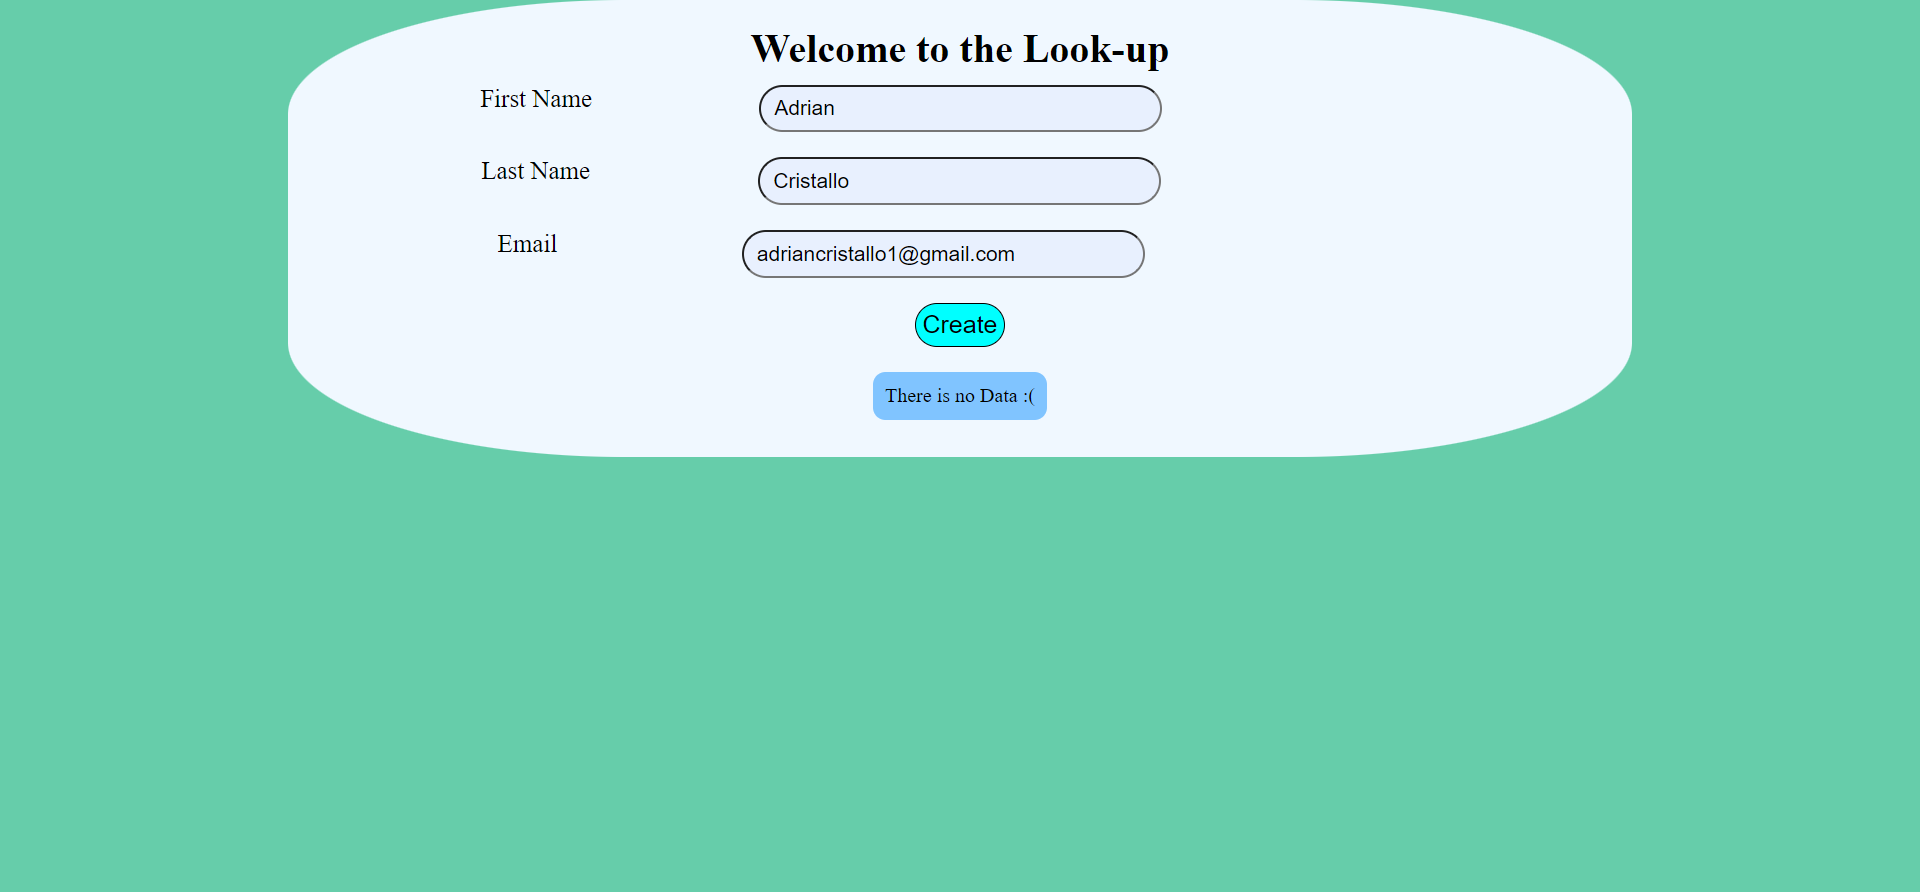 Welcome to the Look-up
First Name
Adrian
Last Name
Cristallo
Email
adriancristallo1@gmail.com
Create
There is no Data :(